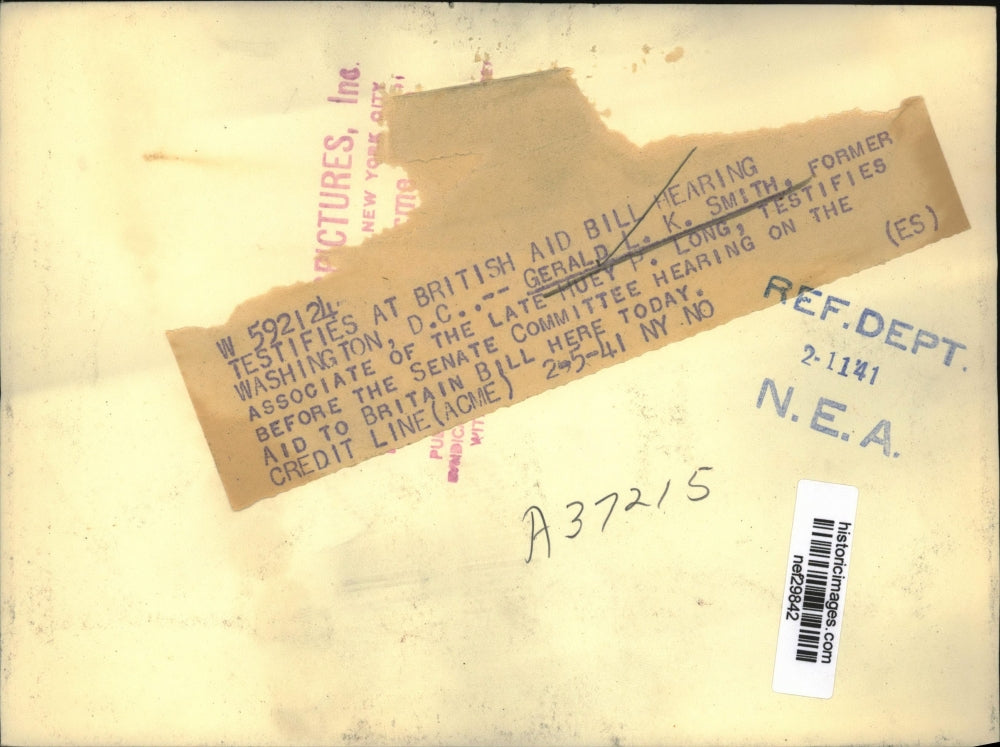 PICTURES, Inc.
NEW YORK CITY
W 592124
TESTIFIES AT BRITISH AID BILL HEARING
WASHINGTON, D.C..-- GERALD L. K. SMITH, FORMER
ASSOCIATE OF THE LATE HUEY P. LONG, TESTIFIES
BEFORE THE SENATE COMMITTEE HEARING ON THE
AID TO BRITAIN BILL HERE TODAY. (ES)
CREDIT LINE(ACME) 2-5-41 NY NO
REF. DEPT.
2-1141
N.E.A.
A37215
historicimages.com
nef29842